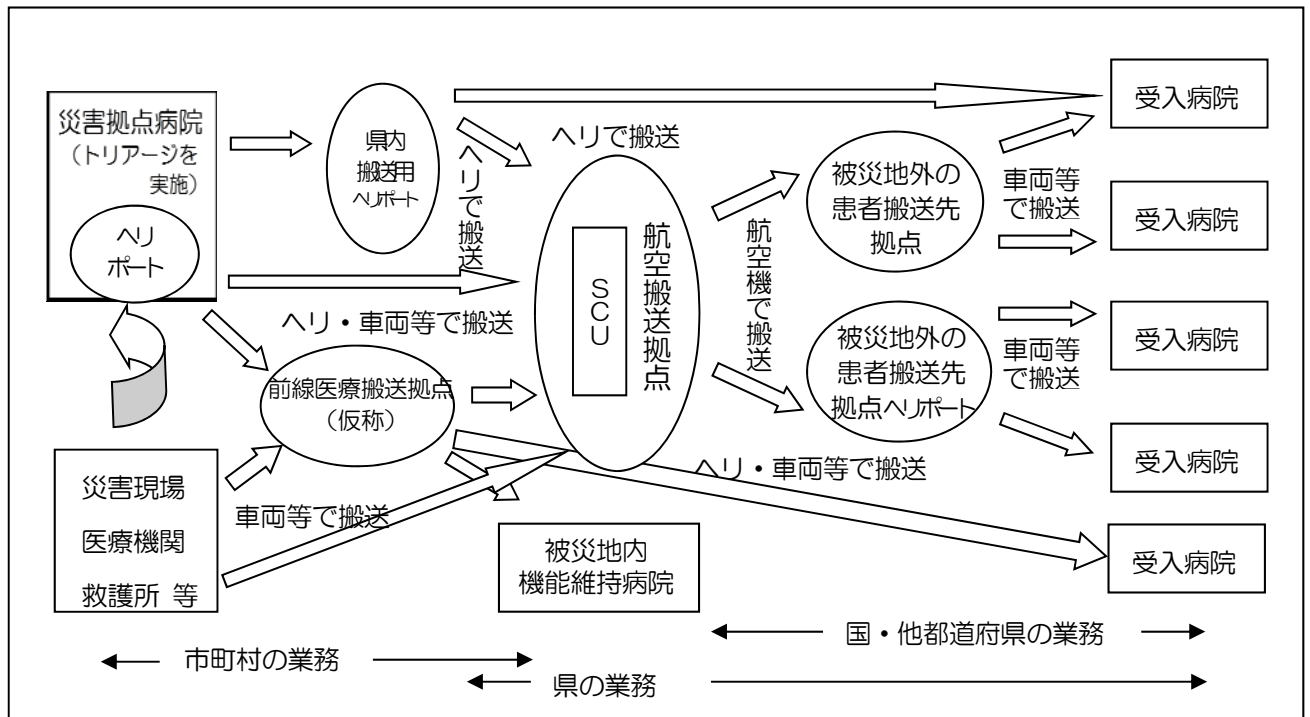 災害拠点病院
（トリアージを
実施）
ヘリ
ポート
県内
搬送用
ヘリポート
ヘリで搬送
ヘリで搬送
ヘリ・車両等で搬送
前線医療搬送拠点
（仮称）
災害現場
医療機関
救護所 等
車両等で搬送
SCU
航空搬送拠点
航空機で搬送
被災地外の
患者搬送先
拠点
被災地外の
患者搬送先
拠点ヘリポート
車両等
で搬送
車両等
で搬送
ヘリ・車両等で搬送
被災地内
機能維持病院
受入病院
受入病院
受入病院
受入病院
受入病院
国・他都道府県の業務
市町村の業務
県の業務